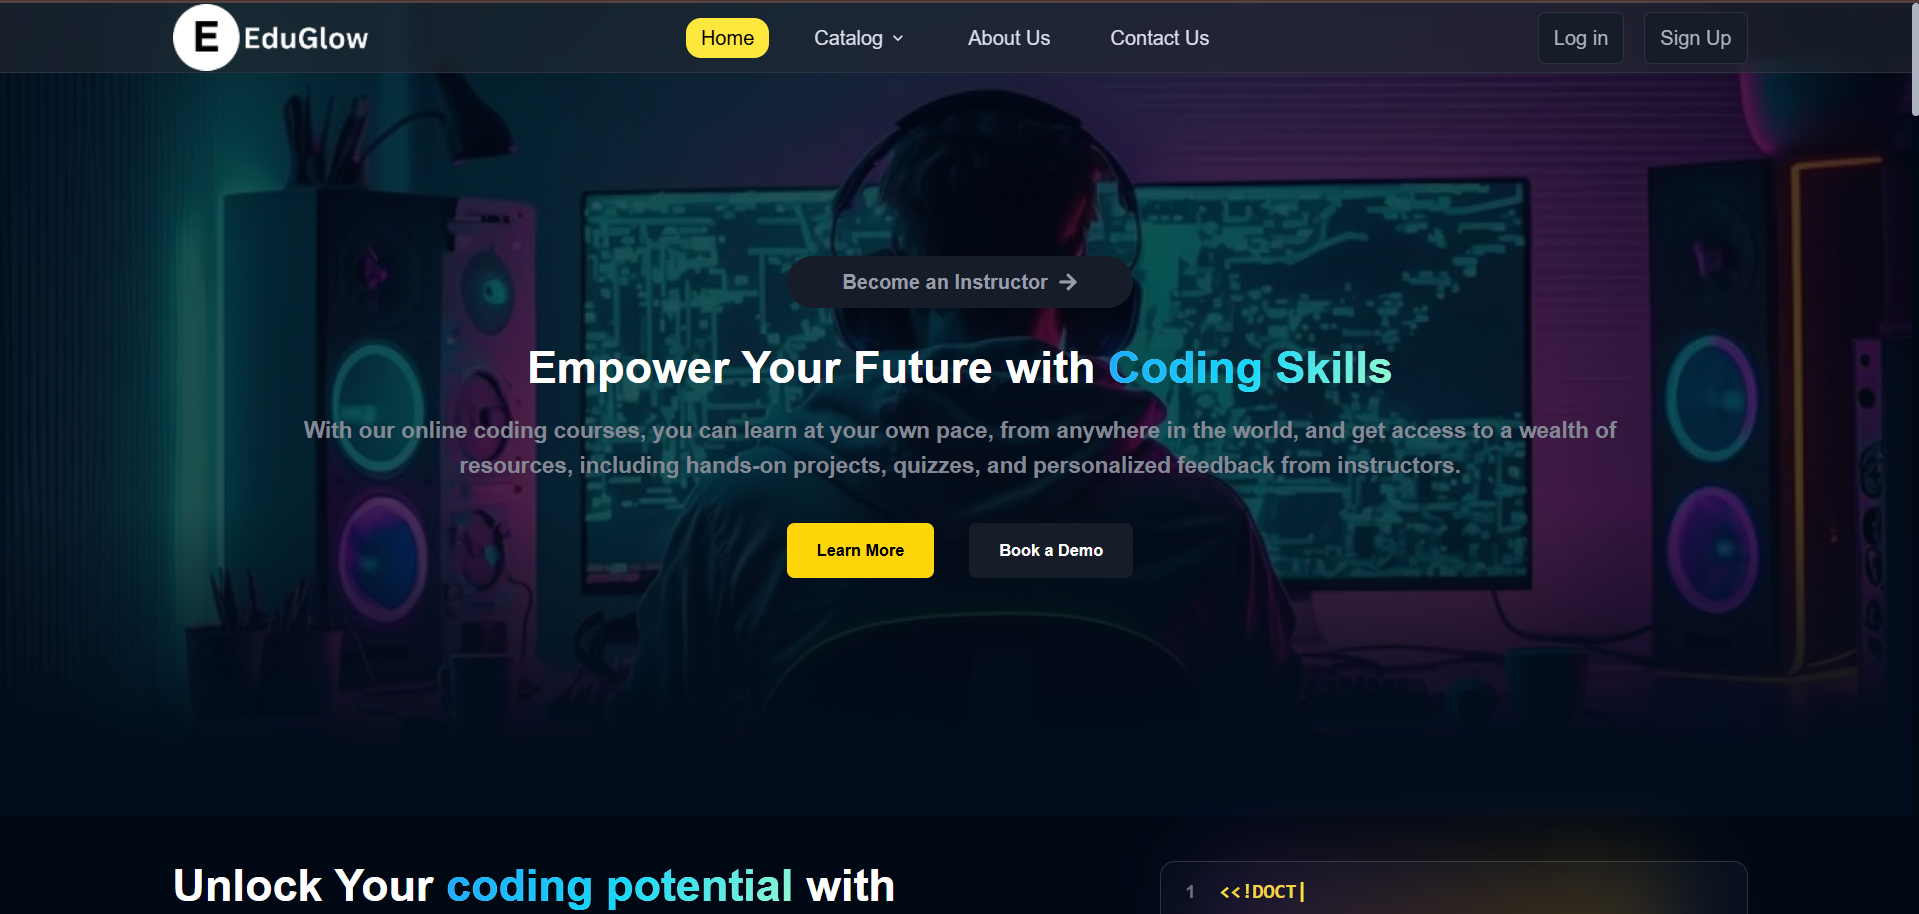 E EduGlow
Home Catalog About Us Contact Us Log in Sign Up
Become an Instructor
Empower Your Future with Coding Skills
With our online coding courses, you can learn at your own pace, from anywhere in the world, and get access to a wealth of
resources, including hands-on projects, quizzes, and personalized feedback from instructors.
Learn More Book a Demo
Unlock Your coding potential with
1 <<!DOCT|